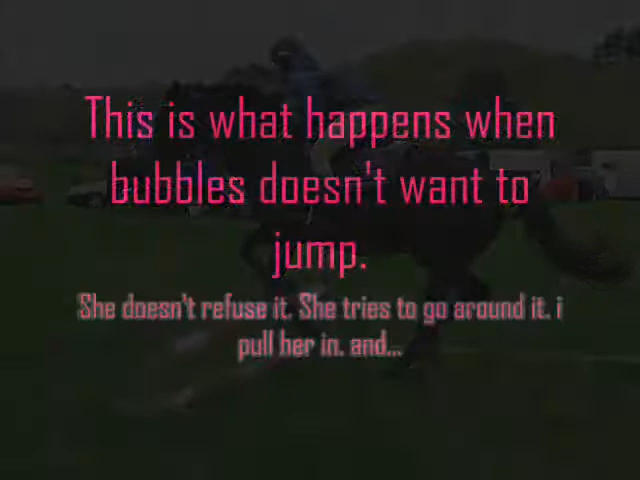 This is what happens when
bubbles doesn't want to
jump.
She doesn't refuse it. She tries to go around it. i
pull her in. and...